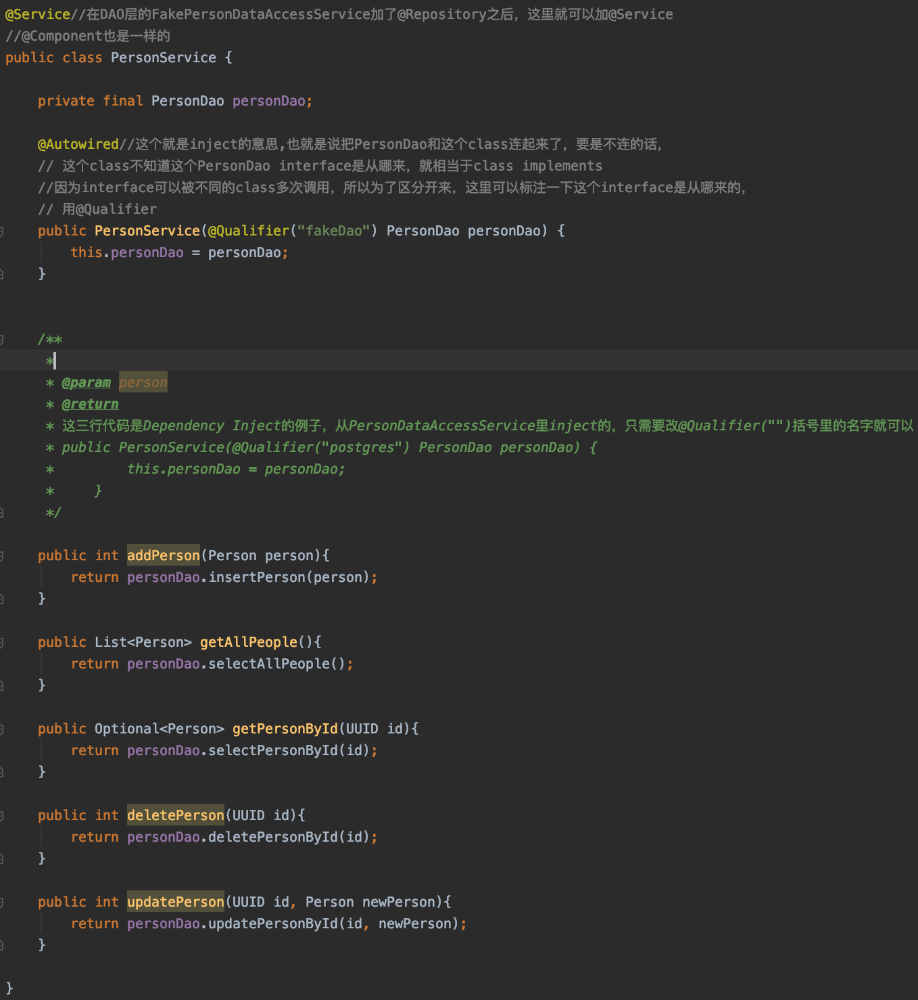 @Service//在DAO层的FakePersonDataAccessService加了@Repository之后，这里就可以加@Service
//@Component也是一样的
public class PersonService {
    private final PersonDao personDao;
    @Autowired//这个就是inject的意思,也就是说把PersonDao和这个class连起来了，要是不连的话，
    // 这个class不知道这个PersonDao interface是从哪来，就相当于class implements
    //因为interface可以被不同的class多次调用，所以为了区分开来，这里可以标注一下这个interface是从哪来的，
    // 用@Qualifier
    public PersonService(@Qualifier("fakeDao") PersonDao personDao) {
        this.personDao = personDao;
    }
    /**
     *
     * @param person
     * @return
     * 这三行代码是Dependency Inject的例子，从PersonDataAccessService里inject的，只需要改@Qualifier("")括号里的名字就可以
     * public PersonService(@Qualifier("postgres") PersonDao personDao) {
     *         this.personDao = personDao;
     *     }
     */
    public int addPerson(Person person){
        return personDao.insertPerson(person);
    }
    public List<Person> getAllPeople(){
        return personDao.selectAllPeople();
    }
    public Optional<Person> getPersonById(UUID id){
        return personDao.selectPersonById(id);
    }
    public int deletePerson(UUID id){
        return personDao.deletePersonById(id);
    }
    public int updatePerson(UUID id, Person newPerson){
        return personDao.updatePersonById(id, newPerson);
    }
}